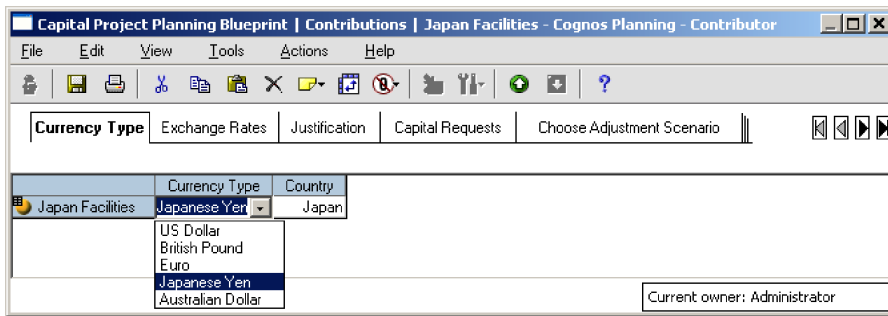 Capital Project Planning Blueprint | Contributions | Japan Facilities - Cognos Planning - Contributor
File Edit View Tools Actions Help
Currency Type Exchange Rates Justification Capital Requests Choose Adjustment Scenario
Currency Type Country
Japan Facilities Japanese Yen Japan
US Dollar
British Pound
Euro
Japanese Yen
Australian Dollar
Current owner: Administrator